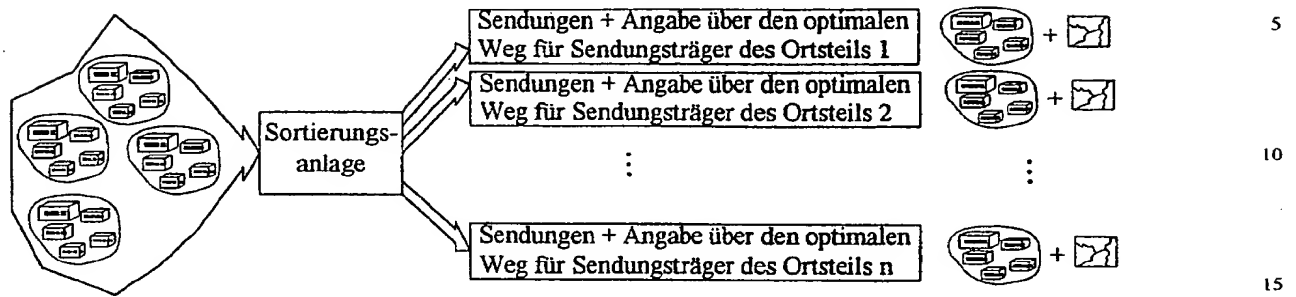 Sendungen + Angabe über den optimalen
Weg für Sendungsträger des Ortsteils 1
+
5
Sendungen + Angabe über den optimalen
Weg für Sendungsträger des Ortsteils 2
+
Sortierungs-
anlage
⋮
⋮
10
Sendungen + Angabe über den optimalen
Weg für Sendungsträger des Ortsteils n
+
15